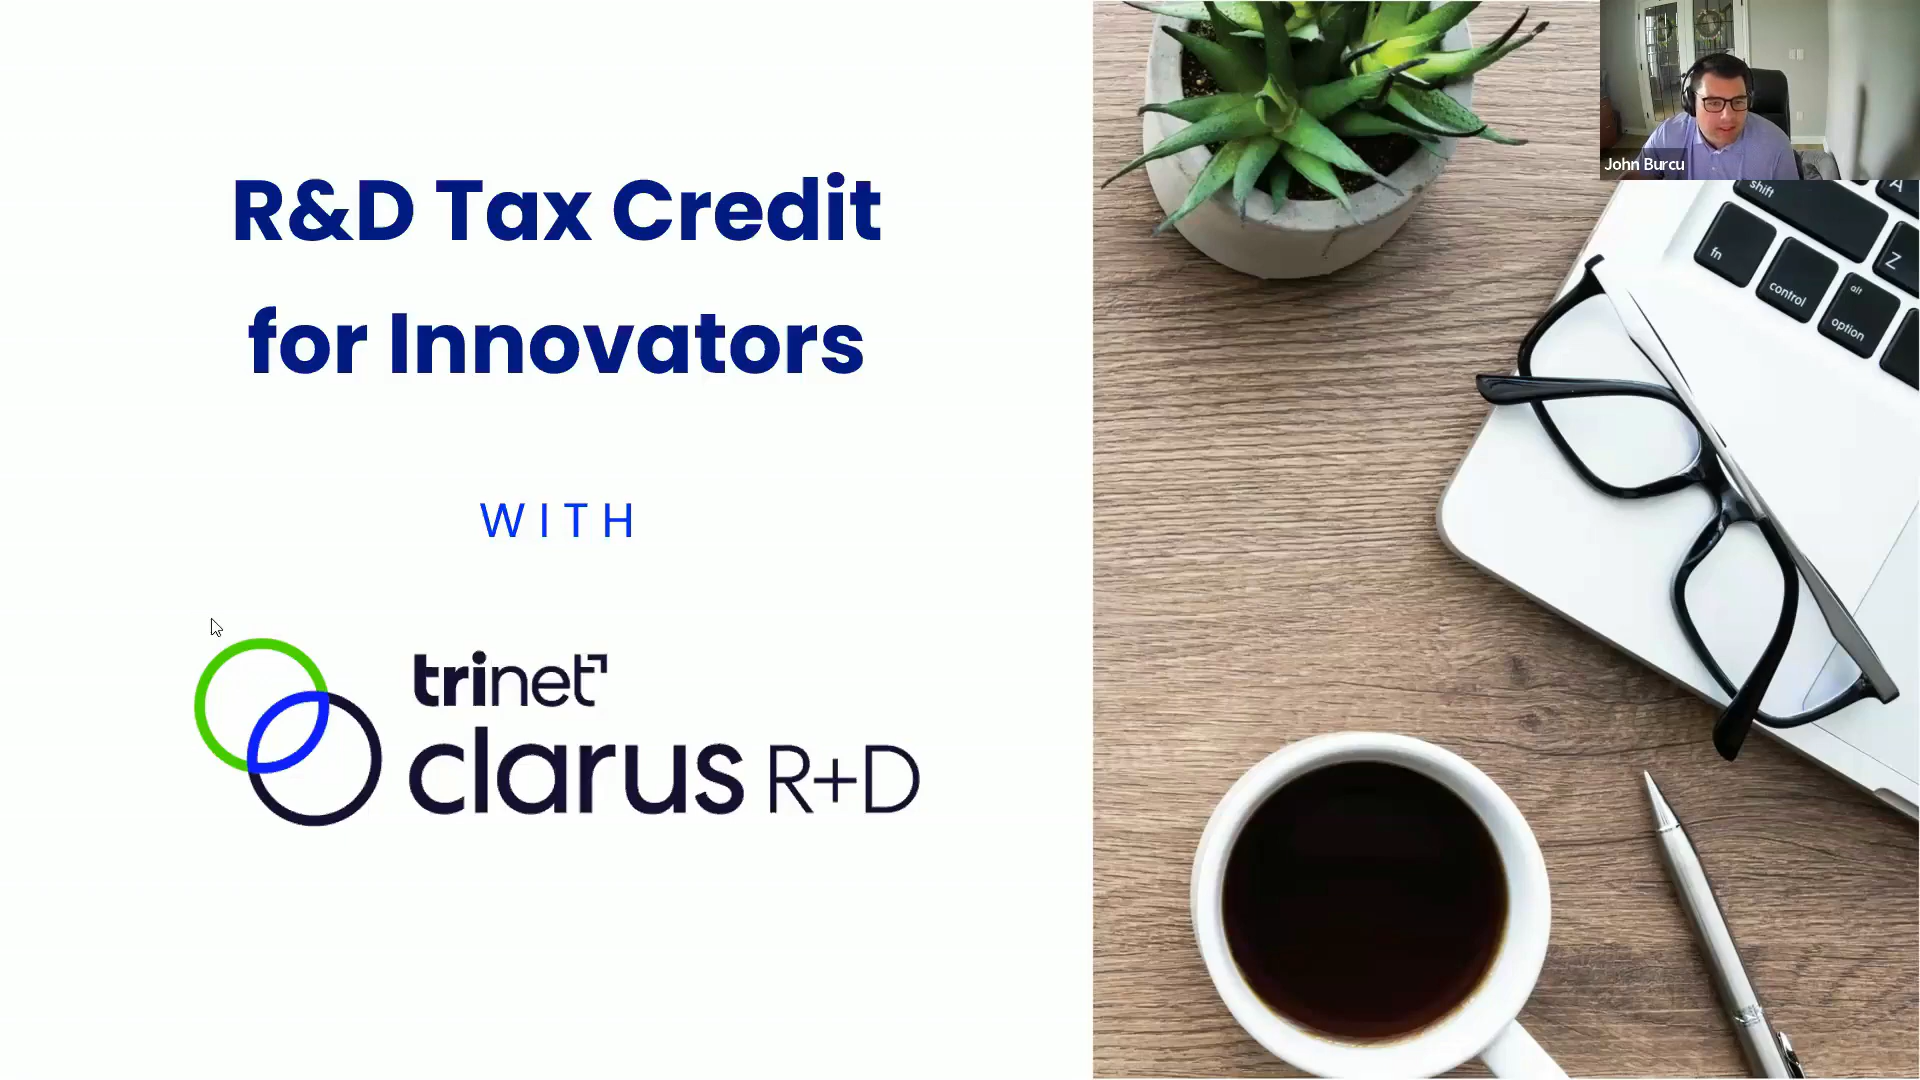 R&D Tax Credit
for Innovators
WITH
trinet
clarus R+D
John Burcu
shift
A
fn
Z
control
alt
option